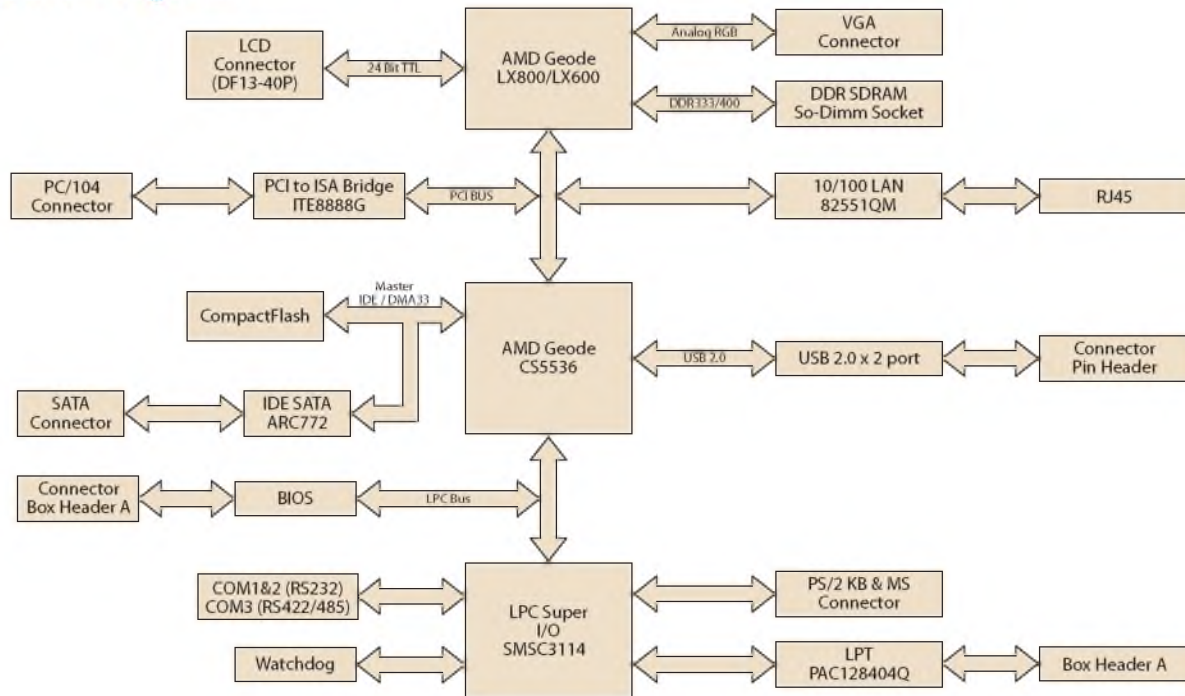 LCD
Connector
(DF13-40P)
24 Bit TTL
AMD Geode
LX800/LX600
Analog RGB
VGA
Connector
DDR333/400
DDR SDRAM
So-Dimm Socket
PC/104
Connector
PCI to ISA Bridge
ITE8888G
PCI BUS
10/100 LAN
82551QM
RJ45
CompactFlash
Master
IDE / DMA33
AMD Geode
CS5536
USB 2.0
USB 2.0 x 2 port
Connector
Pin Header
SATA
Connector
IDE SATA
ARC772
Connector
Box Header A
BIOS
LPC Bus
COM1&2 (RS232)
COM3 (RS422/485)
LPC Super
I/O
SMSC3114
PS/2 KB & MS
Connector
Watchdog
LPT
PAC128404Q
Box Header A